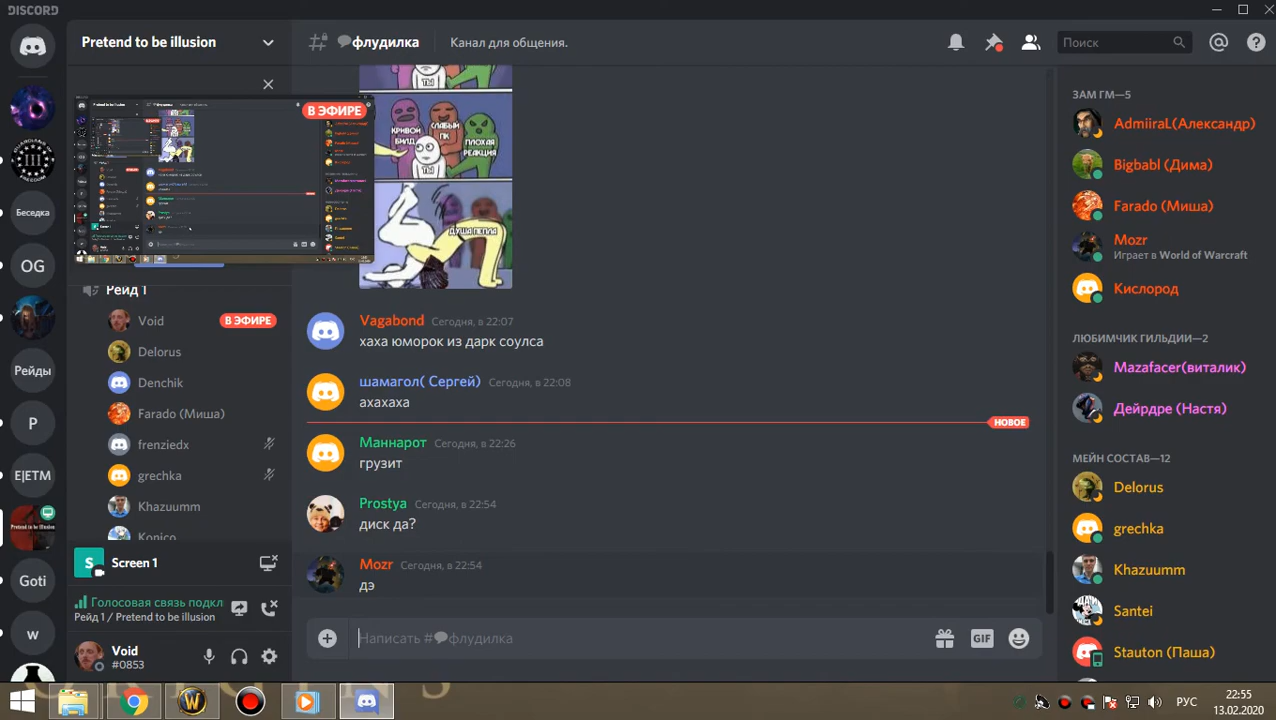 DISCORD
Pretend to be illusion
флудилка
Канал для общения.
Поиск
В ЭФИРЕ
Рейд 1
Void
В ЭФИРЕ
Delorus
Denchik
Farado (Миша)
frenziedx
grechka
Khazuumm
Konico
Screen 1
Голосовая связь подкл
Рейд 1 / Pretend to be illusion
Void
#0853
Беседка
OG
Рейды
P
E|ETM
Goti
w
ТЫ
КРИВОЙ БИЛД
СЛАБЫЙ ПК
ПЛОХАЯ РЕАКЦИЯ
ТЫ
ДУША ПЕПЛА
Vagabond Сегодня, в 22:07
хаха юморок из дарк соулса
шамагол( Сергей) Сегодня, в 22:08
ахахаха
НОВОЕ
Маннарот Сегодня, в 22:26
грузит
Prostya Сегодня, в 22:54
диск да?
Mozr Сегодня, в 22:54
дэ
Написать #флудилка
GIF
ЗАМ ГМ—5
AdmiiraL(Александр)
Bigbabl (Дима)
Farado (Миша)
Mozr
Играет в World of Warcraft
Кислород
ЛЮБИМЧИК ГИЛЬДИИ—2
Mazafacer(виталик)
Дейрдре (Настя)
МЕЙН СОСТАВ—12
Delorus
grechka
Khazuumm
Santei
Stauton (Паша)
РУС
22:55
13.02.2020